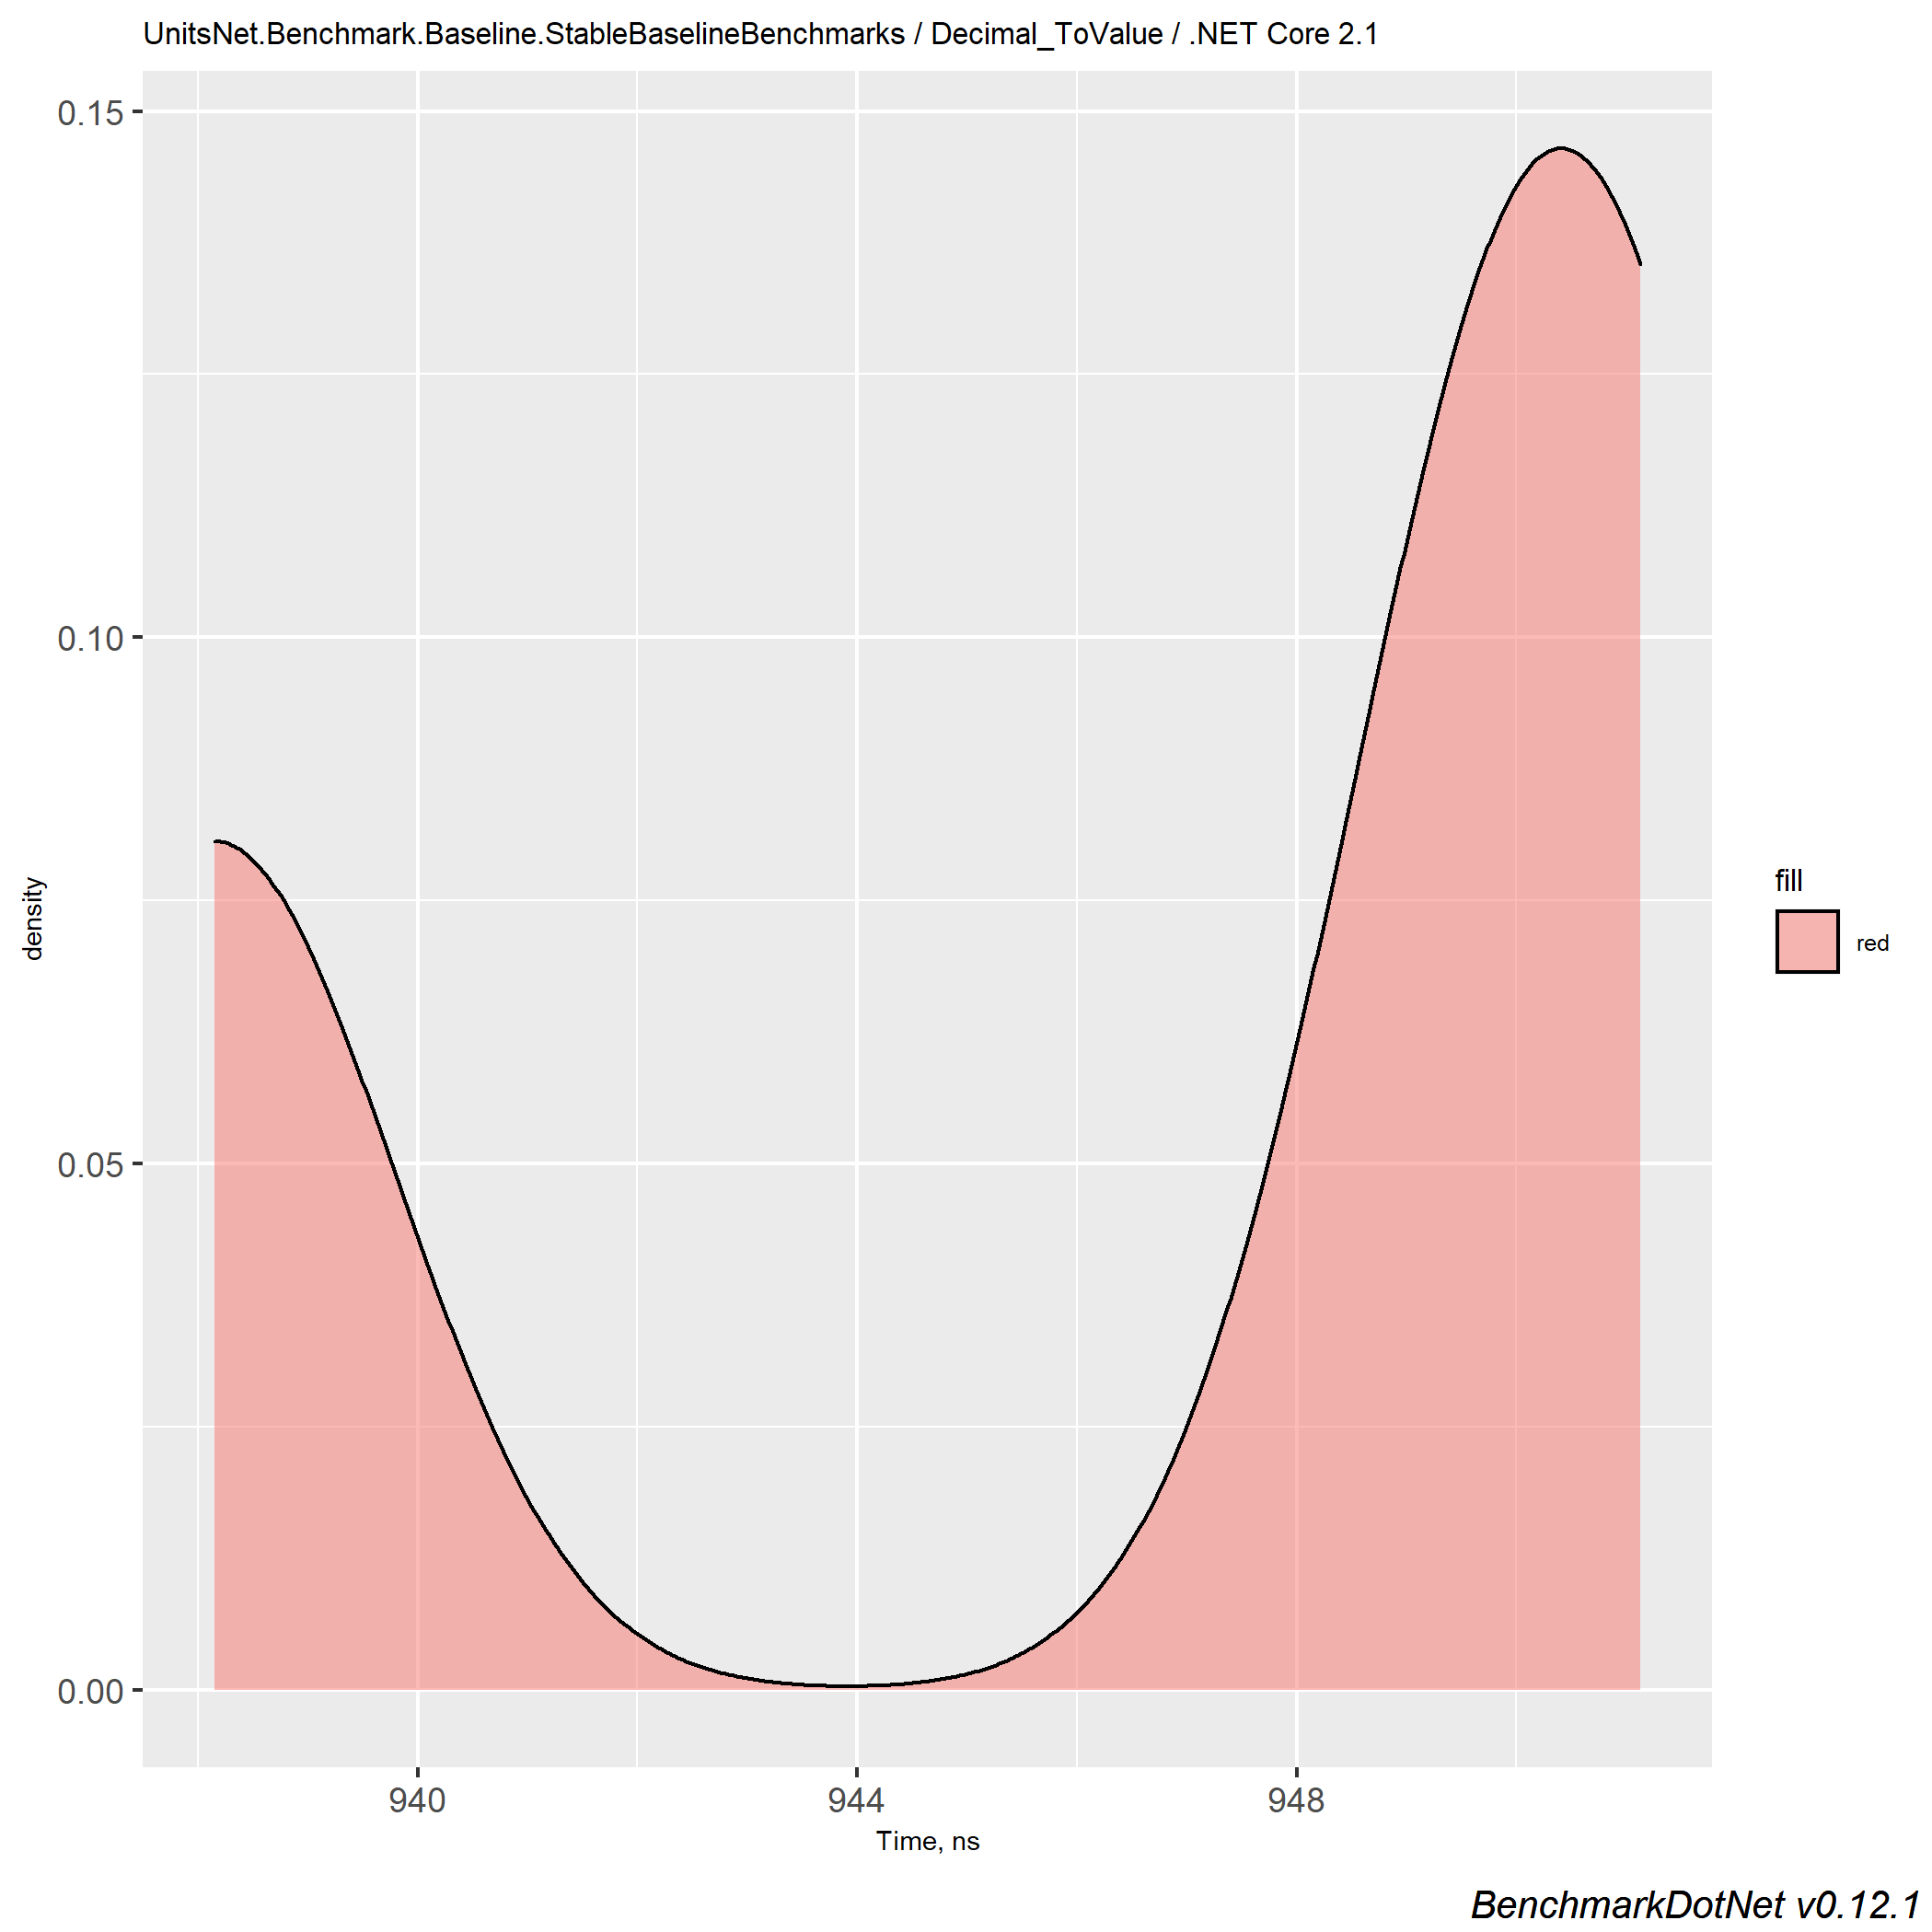 UnitsNet.Benchmark.Baseline.StableBaselineBenchmarks / Decimal_ToValue / .NET Core 2.1
0.15
0.10
0.05
0.00
density
940
944
948
Time, ns
fill
red
BenchmarkDotNet v0.12.1